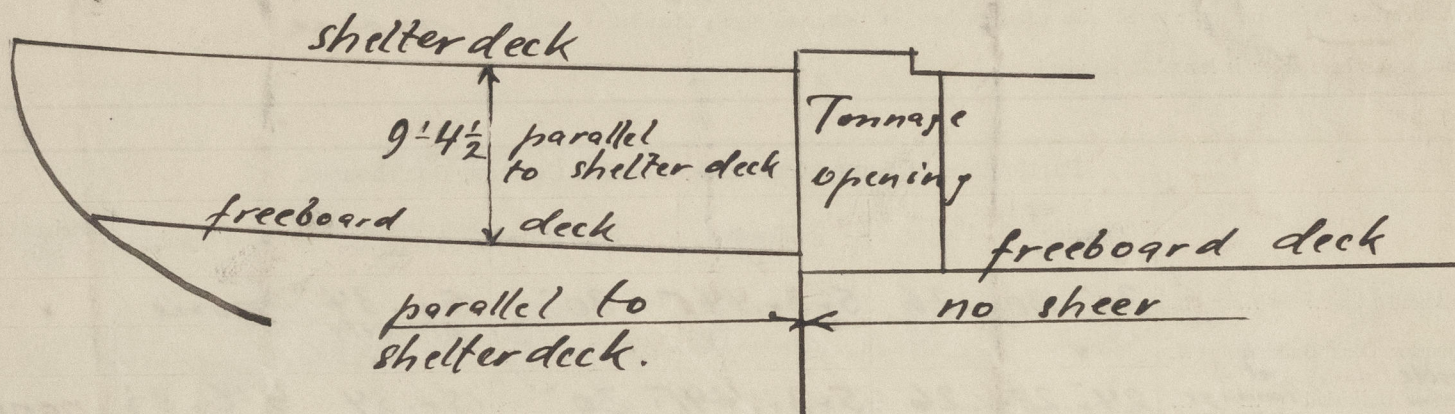 shelter deck
9'-4½ parallel
to shelter deck
freeboard deck
Tonnage
opening
freeboard deck
no sheer
parallel to
shelter deck.